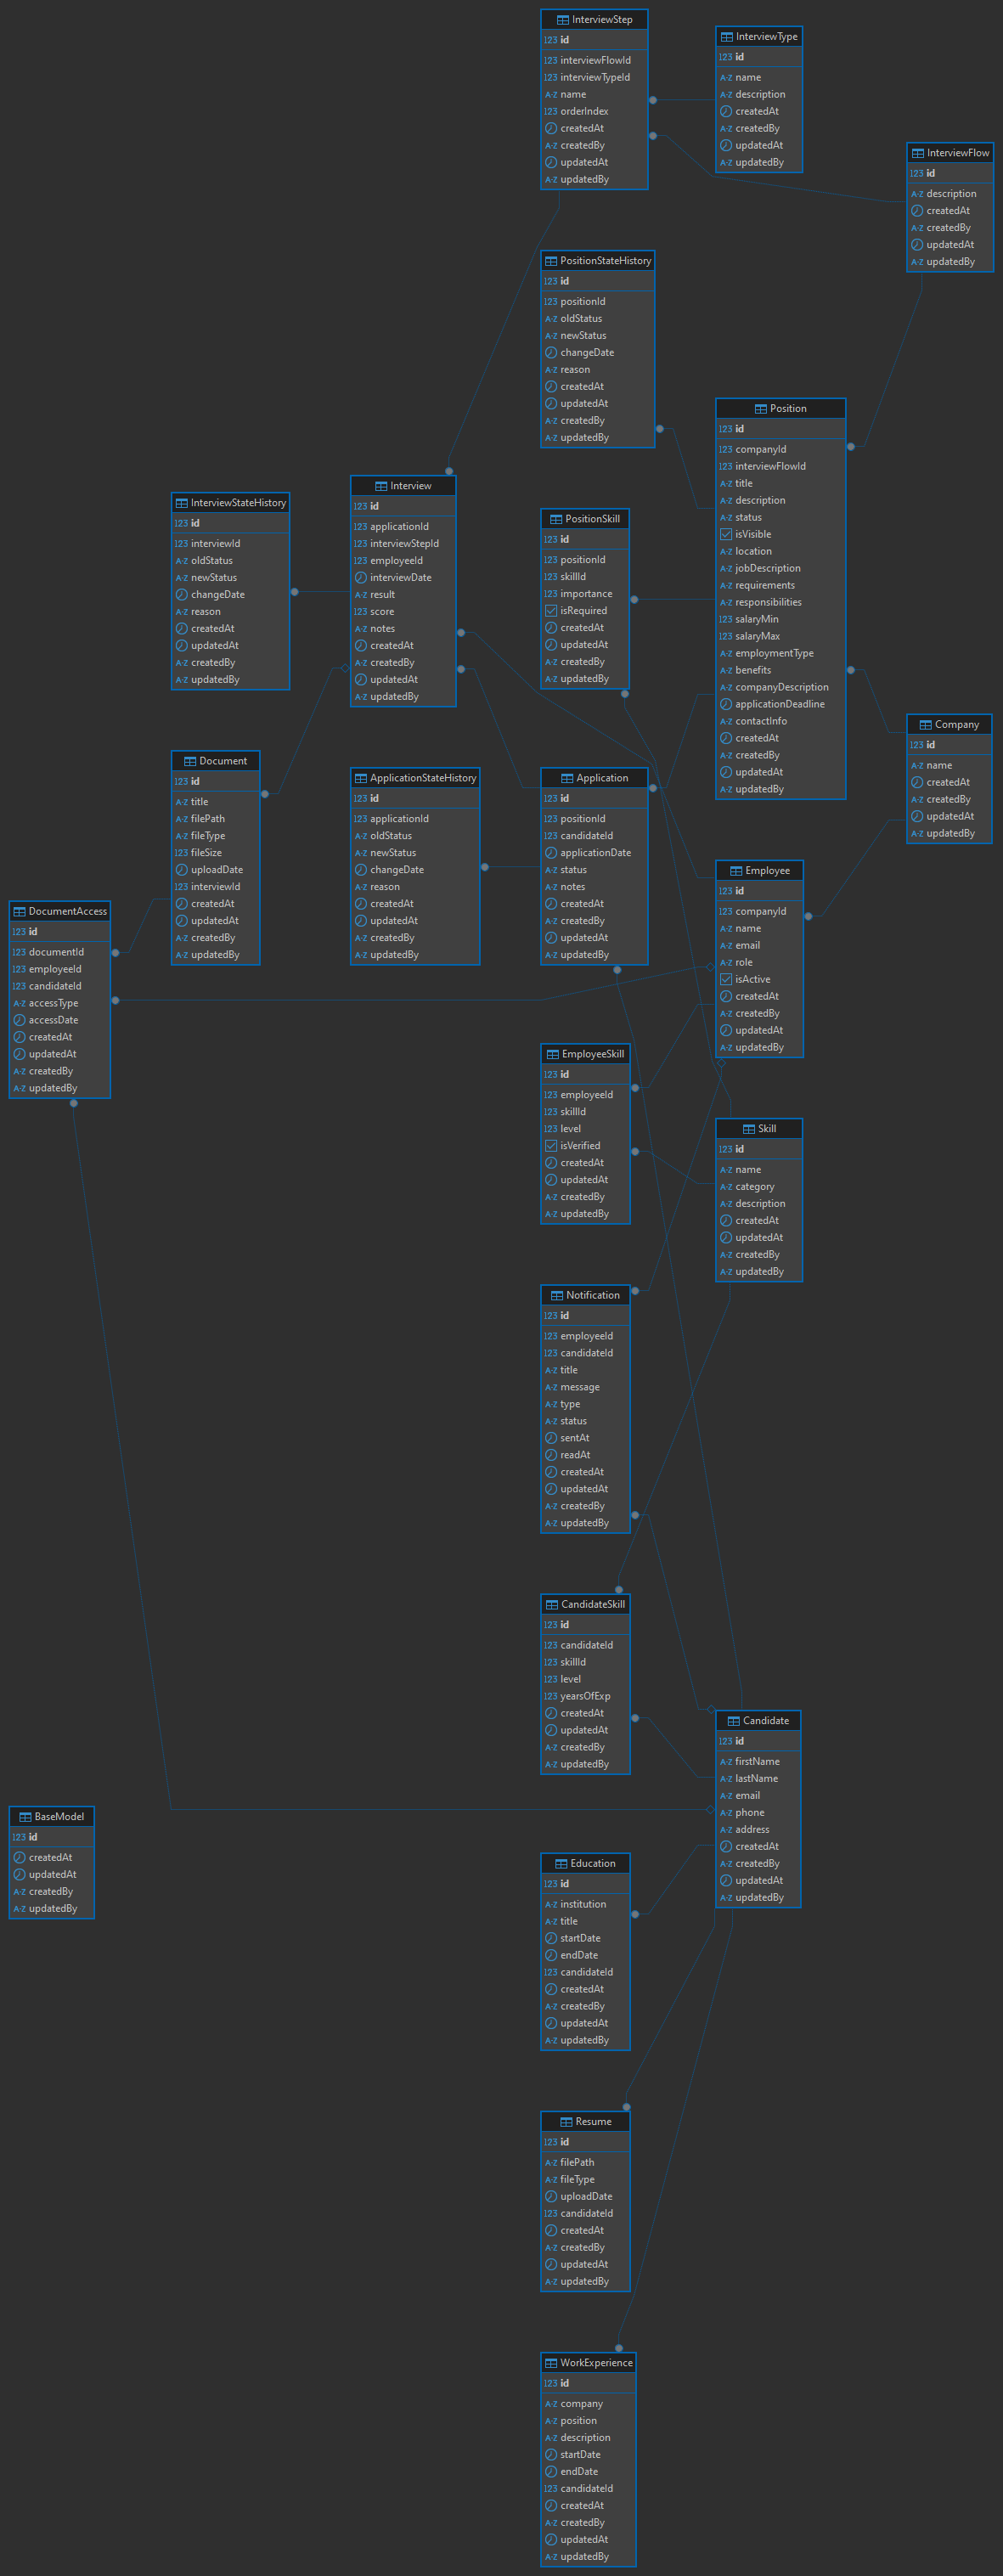 InterviewStep
123 id
123 interviewFlowId
123 interviewTypeId
A-Z name
123 orderIndex
createdAt
A-Z createdBy
updatedAt
A-Z updatedBy
InterviewType
123 id
A-Z name
A-Z description
createdAt
A-Z createdBy
updatedAt
A-Z updatedBy
InterviewFlow
123 id
A-Z description
createdAt
A-Z createdBy
updatedAt
A-Z updatedBy
PositionStateHistory
123 id
123 positionId
A-Z oldStatus
A-Z newStatus
changeDate
A-Z reason
createdAt
updatedAt
A-Z createdBy
A-Z updatedBy
Position
123 id
123 companyId
123 interviewFlowId
A-Z title
A-Z description
A-Z status
isVisible
A-Z location
A-Z jobDescription
A-Z requirements
A-Z responsibilities
123 salaryMin
123 salaryMax
A-Z employmentType
A-Z benefits
A-Z companyDescription
applicationDeadline
A-Z contactInfo
createdAt
A-Z createdBy
updatedAt
A-Z updatedBy
Interview
123 id
123 applicationId
123 interviewStepId
123 employeeId
interviewDate
A-Z result
123 score
A-Z notes
createdAt
A-Z createdBy
updatedAt
A-Z updatedBy
InterviewStateHistory
123 id
123 interviewId
A-Z oldStatus
A-Z newStatus
changeDate
A-Z reason
createdAt
updatedAt
A-Z createdBy
A-Z updatedBy
PositionSkill
123 id
123 positionId
123 skillId
123 importance
isRequired
createdAt
updatedAt
A-Z createdBy
A-Z updatedBy
Company
123 id
A-Z name
createdAt
A-Z createdBy
updatedAt
A-Z updatedBy
Document
123 id
A-Z title
A-Z filePath
A-Z fileType
123 fileSize
uploadDate
123 interviewId
createdAt
updatedAt
A-Z createdBy
A-Z updatedBy
ApplicationStateHistory
123 id
123 applicationId
A-Z oldStatus
A-Z newStatus
changeDate
A-Z reason
createdAt
updatedAt
A-Z createdBy
A-Z updatedBy
Application
123 id
123 positionId
123 candidateId
applicationDate
A-Z status
A-Z notes
createdAt
A-Z createdBy
updatedAt
A-Z updatedBy
Employee
123 id
123 companyId
A-Z name
A-Z email
A-Z role
isActive
createdAt
A-Z createdBy
updatedAt
A-Z updatedBy
DocumentAccess
123 id
123 documentId
123 employeeId
123 candidateId
A-Z accessType
accessDate
createdAt
updatedAt
A-Z createdBy
A-Z updatedBy
EmployeeSkill
123 id
123 employeeId
123 skillId
123 level
isVerified
createdAt
updatedAt
A-Z createdBy
A-Z updatedBy
Skill
123 id
A-Z name
A-Z category
A-Z description
createdAt
updatedAt
A-Z createdBy
A-Z updatedBy
Notification
123 id
123 employeeId
123 candidateId
A-Z title
A-Z message
A-Z type
A-Z status
sentAt
readAt
createdAt
updatedAt
A-Z createdBy
A-Z updatedBy
CandidateSkill
123 id
123 candidateId
123 skillId
123 level
123 yearsOfExp
createdAt
updatedAt
A-Z createdBy
A-Z updatedBy
Candidate
123 id
A-Z firstName
A-Z lastName
A-Z email
A-Z phone
A-Z address
createdAt
A-Z createdBy
updatedAt
A-Z updatedBy
BaseModel
123 id
createdAt
updatedAt
A-Z createdBy
A-Z updatedBy
Education
123 id
A-Z institution
A-Z title
startDate
endDate
123 candidateId
createdAt
A-Z createdBy
updatedAt
A-Z updatedBy
Resume
123 id
A-Z filePath
A-Z fileType
uploadDate
123 candidateId
createdAt
A-Z createdBy
updatedAt
A-Z updatedBy
WorkExperience
123 id
A-Z company
A-Z position
A-Z description
startDate
endDate
123 candidateId
createdAt
A-Z createdBy
updatedAt
A-Z updatedBy